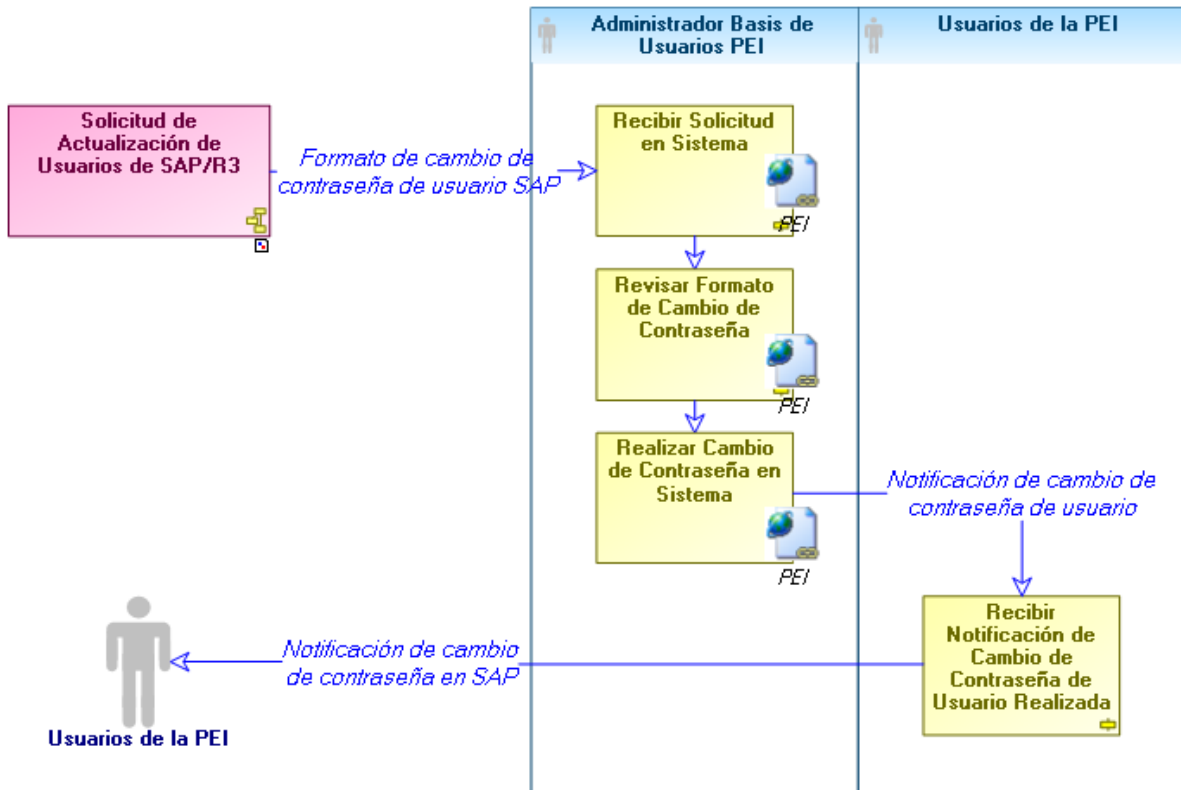 Administrador Basis de
Usuarios PEI
Usuarios de la PEI
Solicitud de
Actualización de
Usuarios de SAP/R3
Formato de cambio de
contraseña de usuario SAP
Recibir Solicitud
en Sistema
PEI
Revisar Formato
de Cambio de
Contraseña
PEI
Realizar Cambio
de Contraseña en
Sistema
PEI
Notificación de cambio de
contraseña de usuario
Recibir
Notificación de
Cambio de
Contraseña de
Usuario Realizada
Notificación de cambio
de contraseña en SAP
Usuarios de la PEI